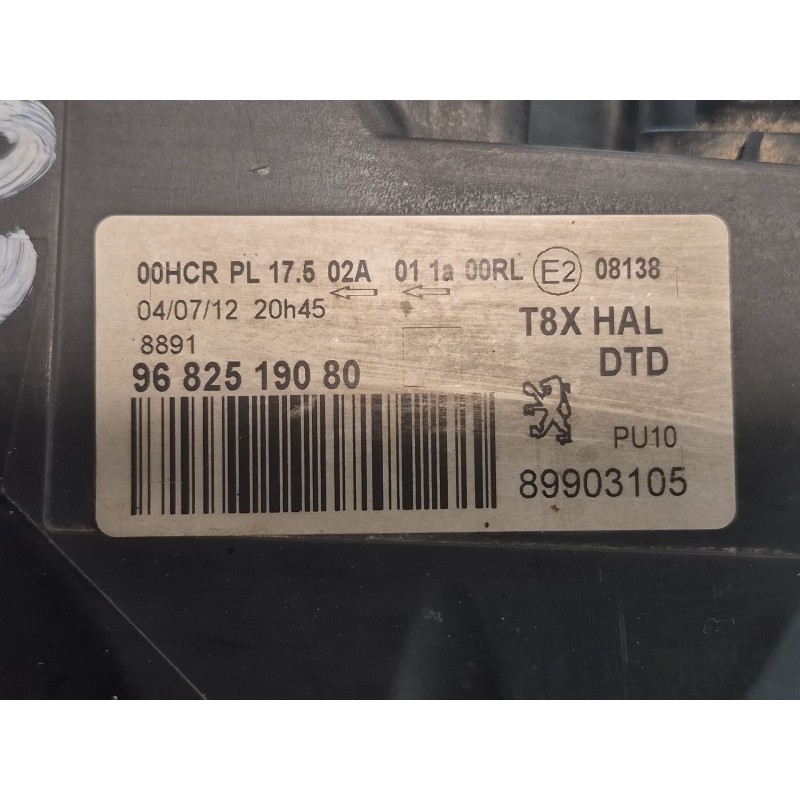 00HCR PL 17.5 02A 01 1a 00RL E2 08138
04/07/12 20h45
T8X HAL
8891
DTD
96 825 190 80
PU10
89903105